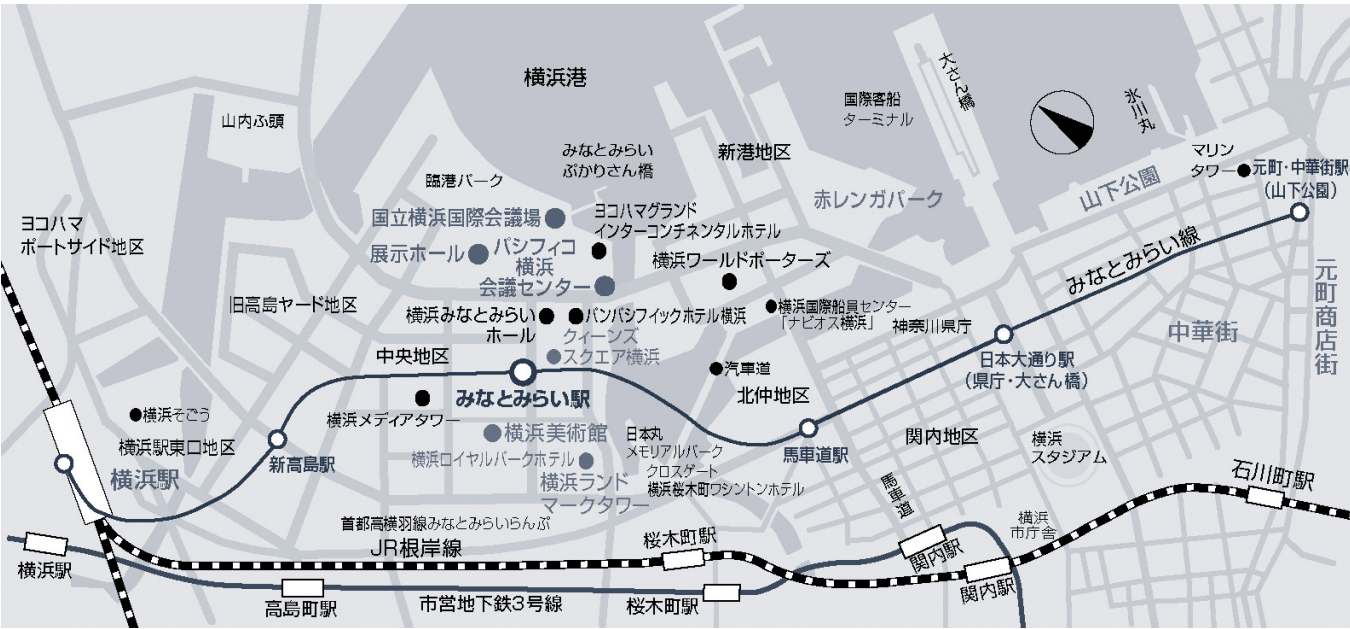 横浜港
大さん橋
国際客船
ターミナル
氷川丸
山内ふ頭
みなとみらい
ぷかりさん橋
新港地区
マリン
タワー
元町・中華街駅
(山下公園)
臨港パーク
山下公園
赤レンガパーク
国立横浜国際会議場
ヨコハマグランド
インターコンチネンタルホテル
ヨコハマ
ポートサイド地区
展示ホール
パシフィコ
横浜
横浜ワールドポーターズ
みなとみらい線
会議センター
元町商店街
旧高島ヤード地区
横浜みなとみらい
ホール
パンパシフィックホテル横浜
横浜国際船員センター
「ナビオス横浜」
神奈川県庁
中華街
クィーンズ
スクエア横浜
中央地区
汽車道
日本大通り駅
(県庁・大さん橋)
みなとみらい駅
北仲地区
横浜そごう
横浜メディアタワー
横浜美術館
日本丸
メモリアルパーク
クロスゲート
横浜桜木町ワシントンホテル
関内地区
横浜
スタジアム
横浜駅東口地区
新高島駅
横浜ロイヤルパークホテル
馬車道駅
横浜駅
横浜ランド
マークタワー
馬車道
石川町駅
首都高横羽線みなとみらいらんぷ
横浜
市庁舎
JR根岸線
桜木町駅
関内駅
横浜駅
高島町駅
市営地下鉄3号線
桜木町駅
関内駅